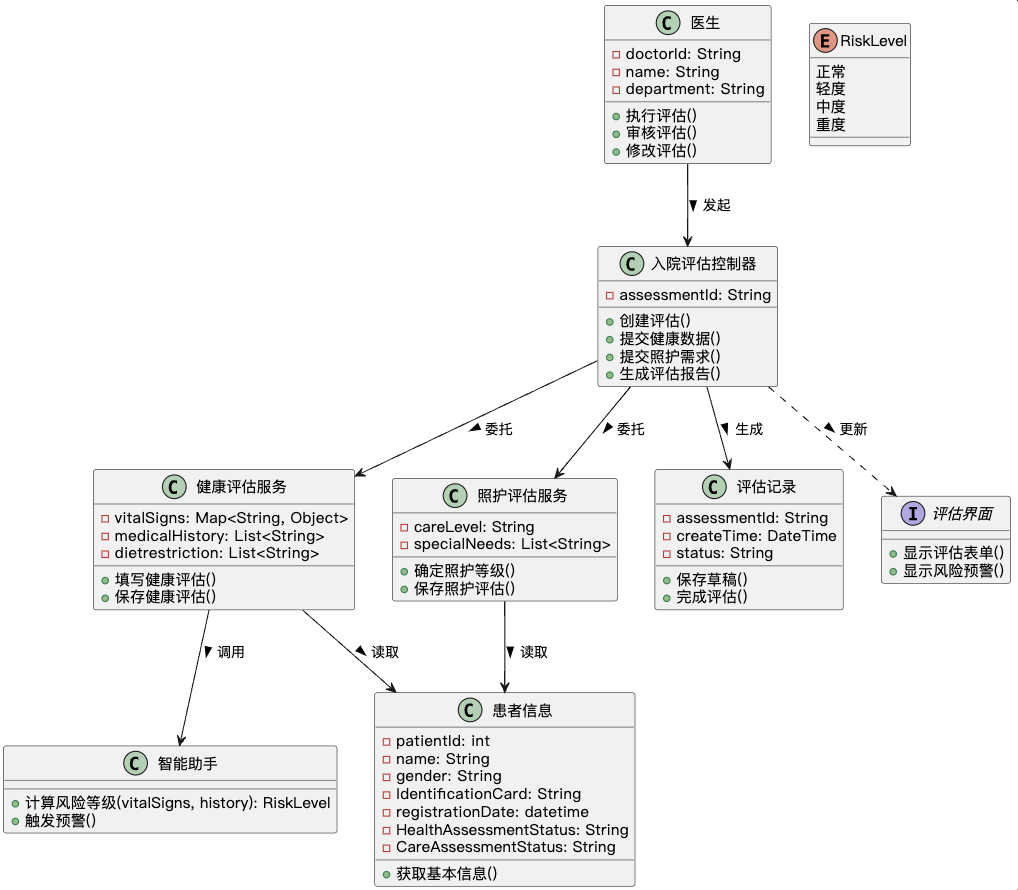 C 医生
doctorId: String
name: String
department: String
执行评估()
审核评估()
修改评估()
E RiskLevel
正常
轻度
中度
重度
发起
C 入院评估控制器
assessmentId: String
创建评估()
提交健康数据()
提交照护需求()
生成评估报告()
委托
委托
生成
更新
C 健康评估服务
vitalSigns: Map<String, Object>
medicalHistory: List<String>
dietrestriction: List<String>
填写健康评估()
保存健康评估()
C 照护评估服务
careLevel: String
specialNeeds: List<String>
确定照护等级()
保存照护评估()
C 评估记录
assessmentId: String
createTime: DateTime
status: String
保存草稿()
完成评估()
I 评估界面
显示评估表单()
显示风险预警()
调用
读取
读取
C 智能助手
计算风险等级(vitalSigns, history): RiskLevel
触发预警()
C 患者信息
patientId: int
name: String
gender: String
IdentificationCard: String
registrationDate: datetime
HealthAssessmentStatus: String
CareAssessmentStatus: String
获取基本信息()